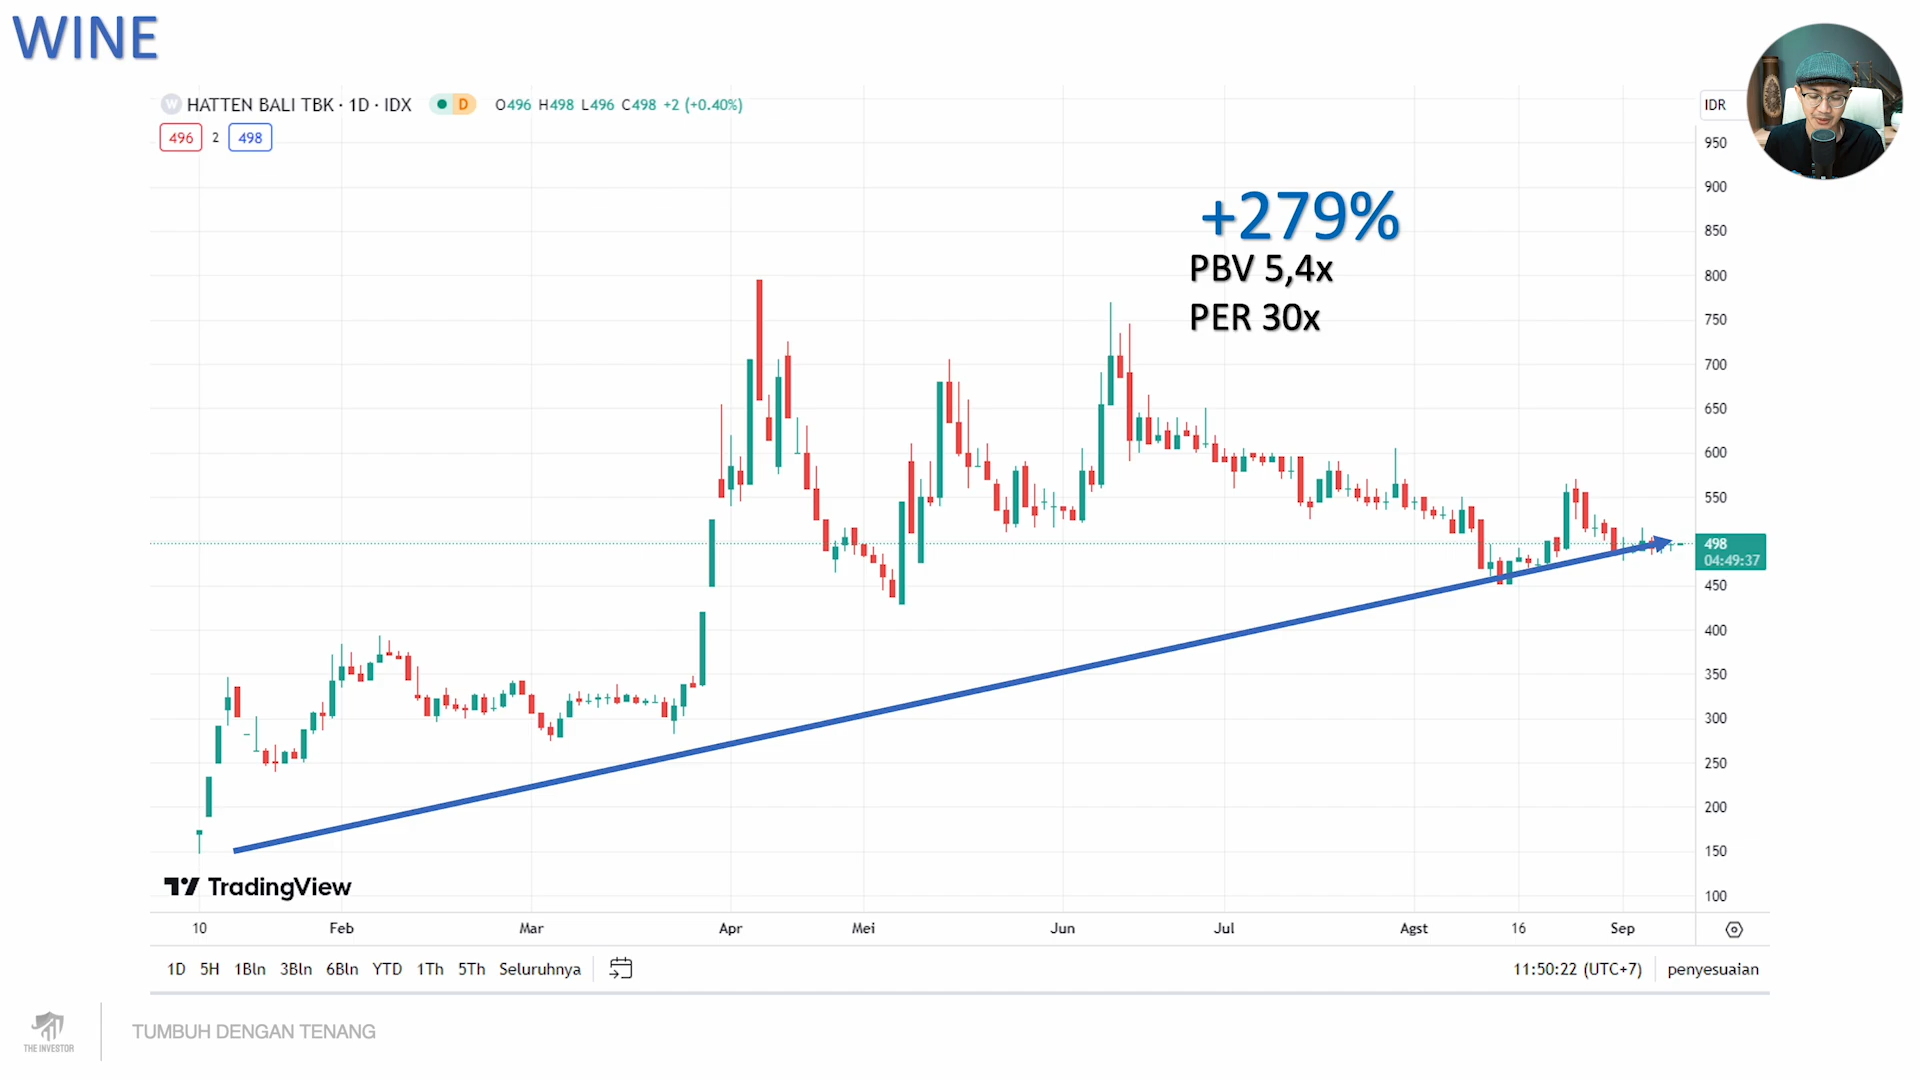 WINE
HATTEN BALI TBK · 1D · IDX D O496 H498 L496 C498 +2 (+0.40%)
IDR
496 2 498
950
900
+279%
850
PBV 5,4x
800
PER 30x
750
700
650
600
550
498
04:49:37
450
400
350
300
250
200
150
TradingView
100
10 Feb Mar Apr Mei Jun Jul Agst 16 Sep
1D 5H 1Bln 3Bln 6Bln YTD 1Th 5Th Seluruhnya 11:50:22 (UTC+7) penyesuaian
THE INVESTOR
TUMBUH DENGAN TENANG